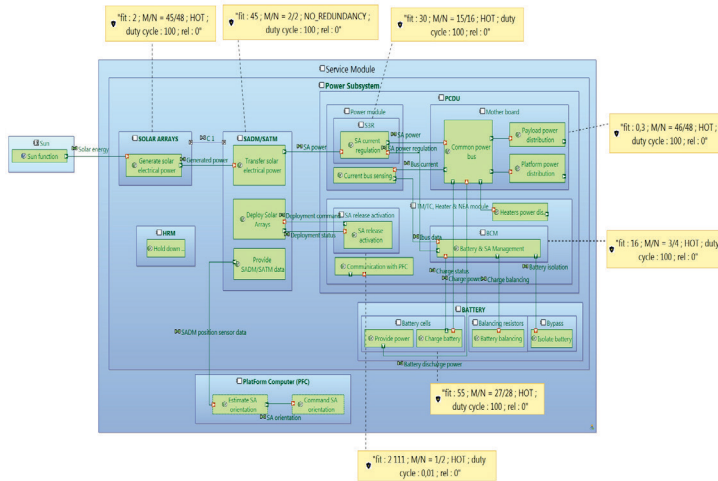 "fit : 2 ; M/N = 45/48 ; HOT ;
duty cycle : 100 ; rel : 0"
"fit : 45 ; M/N = 2/2 ; NO_REDUNDANCY ;
duty cycle : 100 ; rel : 0"
"fit : 30 ; M/N = 15/16 ; HOT ;
duty cycle : 100 ; rel : 0"
Service Module
Power Subsystem
PCDU
Power module
Mother board
SSR
SA current
regulation
SA power
SA power regulation
Common power
bus
Payload power
distribution
Platform power
distribution
"fit : 0,3 ; M/N = 46/48 ; HOT ;
duty cycle : 100 ; rel : 0"
Sun
Sun function
Solar energy
SOLAR ARRAYS
Generate solar
electrical power
C 1
Generated power
SADM/SATM
Transfer solar
electrical power
SA power
Current bus sensing
Bus current
TM/TC, Heater & NEA module
Heaters power dis.
Deploy Solar
Arrays
Deployment command
Deployment status
SA release activation
SA release
activation
BCM
Battery & SA Management
Bus data
"fit : 16 ; M/N = 3/4 ; HOT ; duty
cycle : 100 ; rel : 0"
HRM
Hold down
Provide
SADM/SATM data
Communication with PFC
Charge status
Battery isolation
Charge power
Charge balancing
BATTERY
Battery cells
Balancing resistors
Bypass
Provide power
Charge battery
Battery balancing
Isolate battery
SADM position sensor data
Battery discharge power
Platform Computer (PFC)
Estimate SA
orientation
Command SA
orientation
SA orientation
"fit : 55 ; M/N = 27/28 ; HOT ;
duty cycle : 100 ; rel : 0"
"fit : 2 111 ; M/N = 1/2 ; HOT ; duty
cycle : 0,01 ; rel : 0"